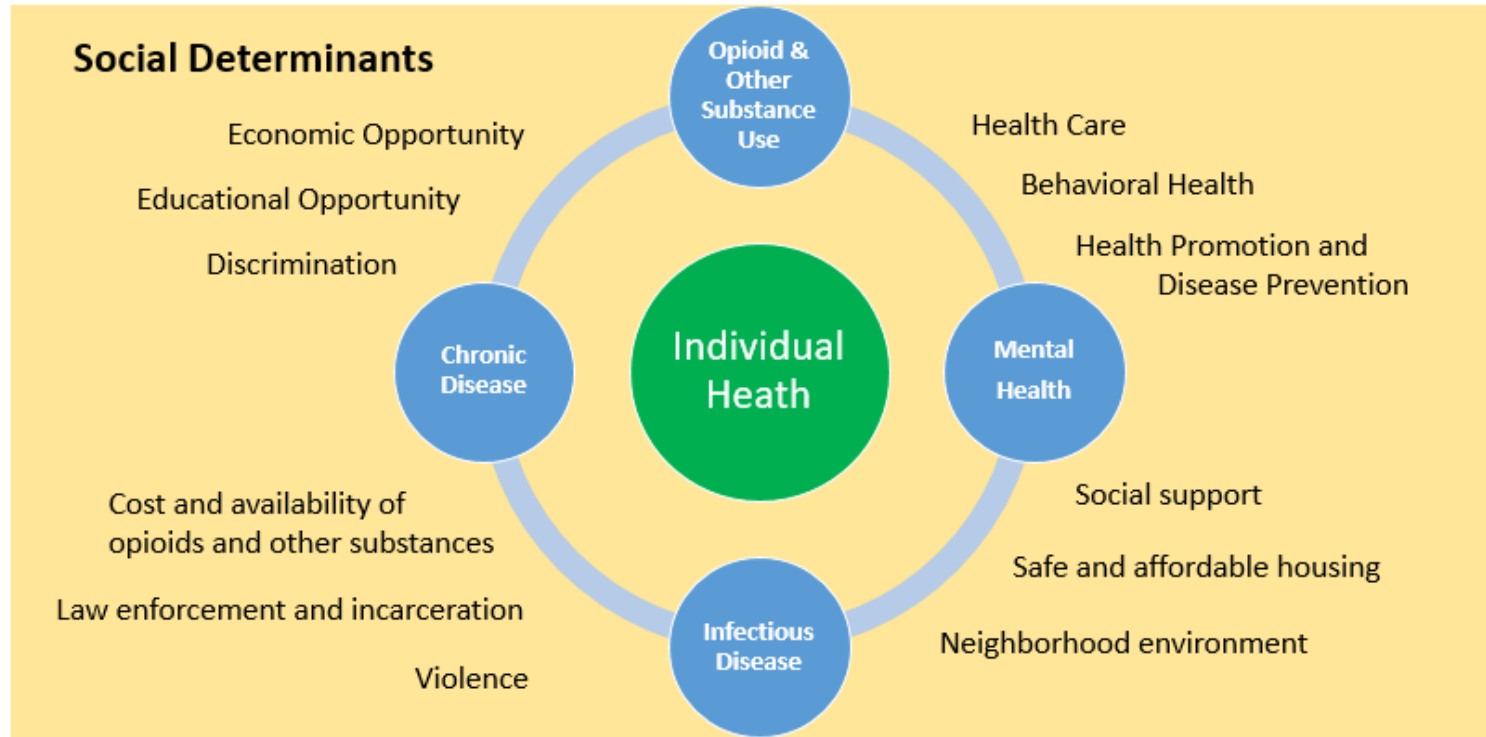 Social Determinants
Opioid &
Other
Substance
Use
Economic Opportunity
Educational Opportunity
Discrimination
Health Care
Behavioral Health
Health Promotion and
Disease Prevention
Chronic
Disease
Individual
Heath
Mental
Health
Cost and availability of
opioids and other substances
Law enforcement and incarceration
Violence
Infectious
Disease
Social support
Safe and affordable housing
Neighborhood environment